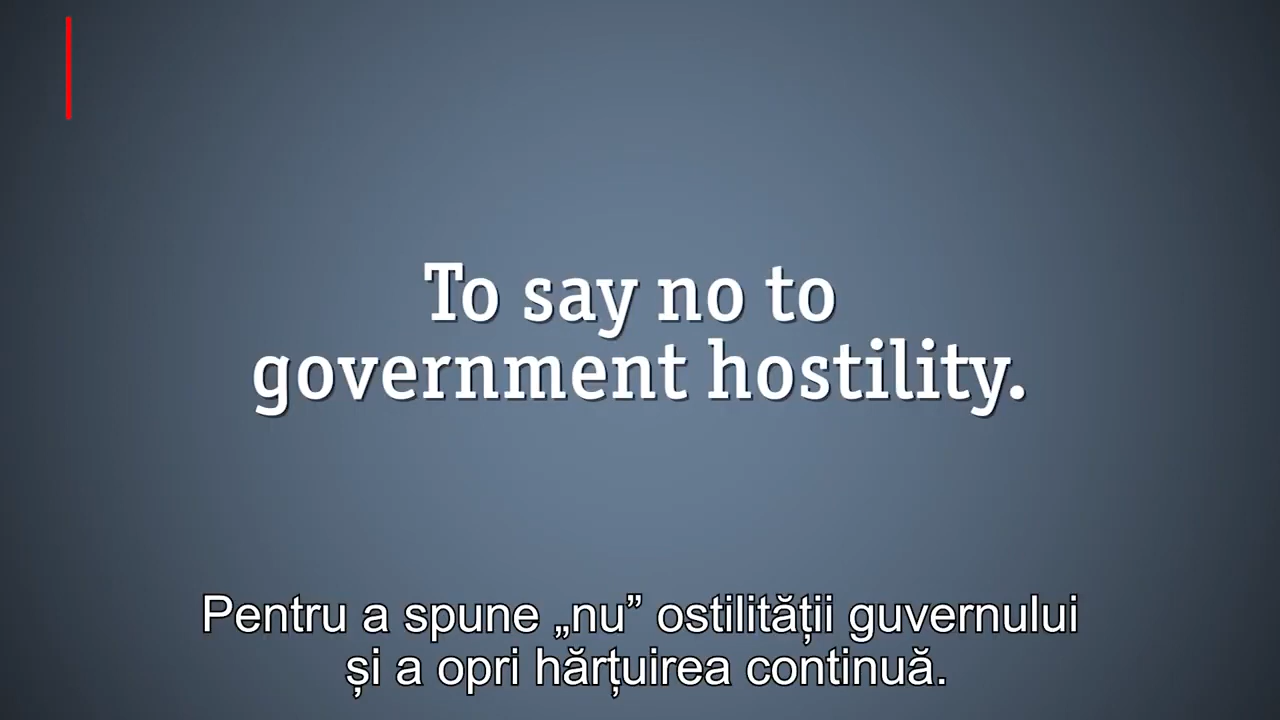 To say no to
government hostility.
Pentru a spune „nu” ostilității guvernului
și a opri hărțuirea continuă.